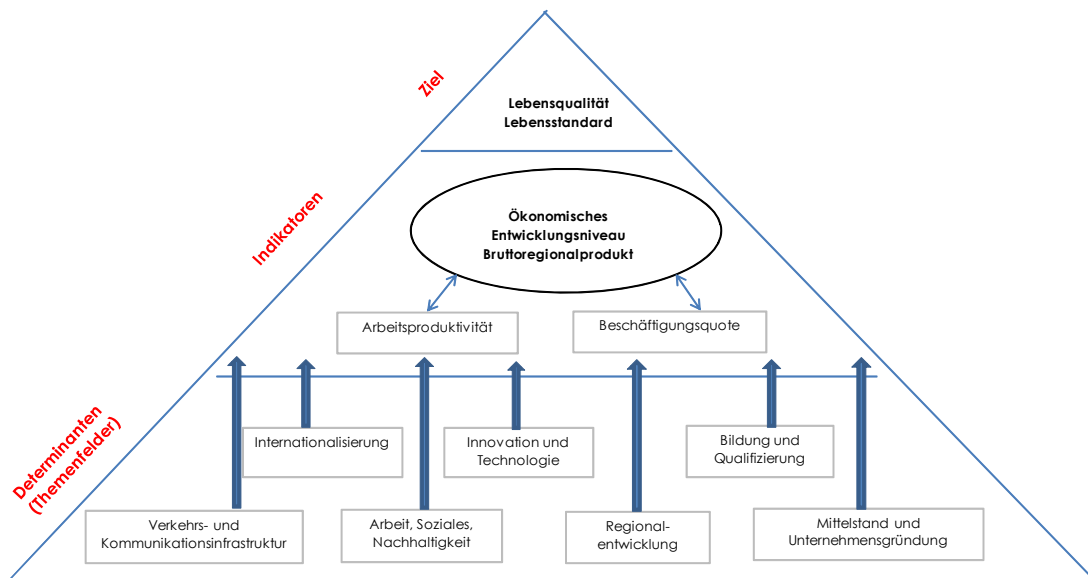 Ziel
Lebensqualität
Lebensstandard
Indikatoren
Ökonomisches
Entwicklungsniveau
Bruttoregionalprodukt
Arbeitsproduktivität
Beschäftigungsquote
Determinanten
(Themenfelder)
Internationalisierung
Innovation und
Technologie
Bildung und
Qualifizierung
Verkehrs- und
Kommunikationsinfrastruktur
Arbeit, Soziales,
Nachhaltigkeit
Regional-
entwicklung
Mittelstand und
Unternehmensgründung